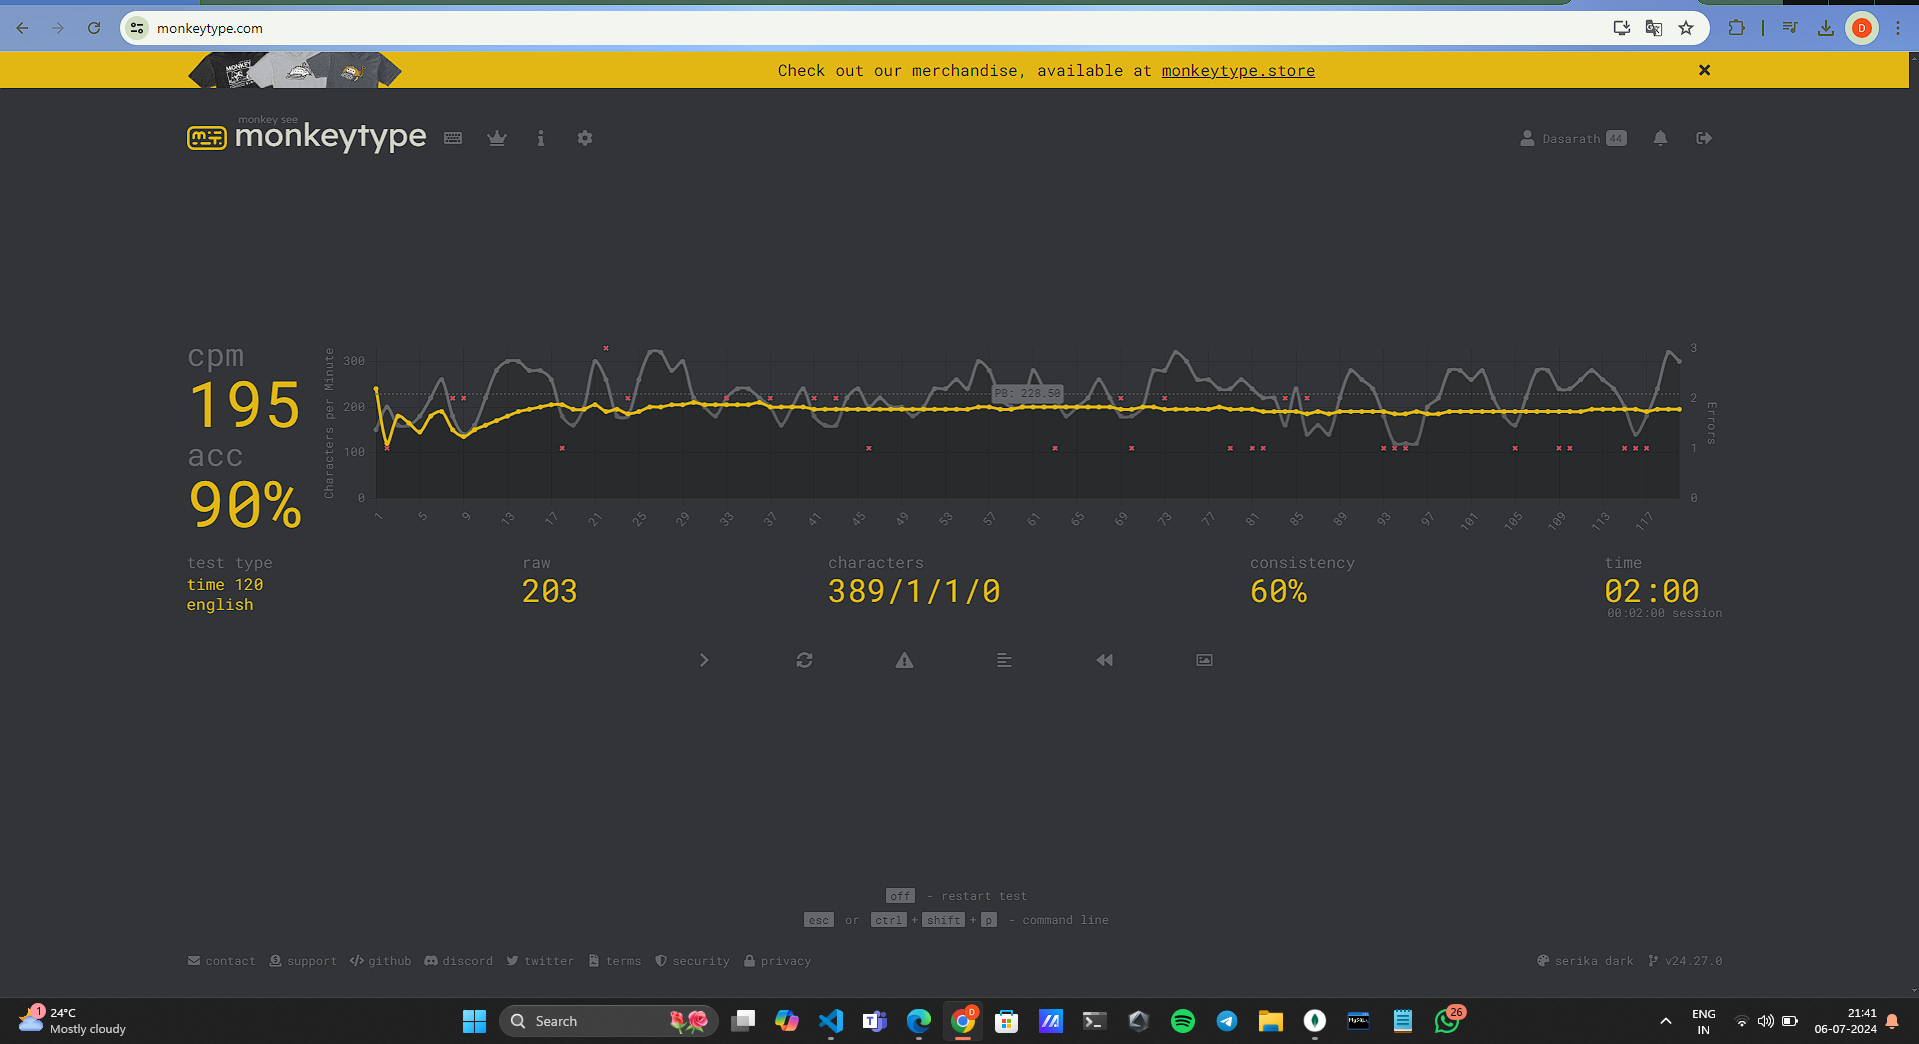 monkeytype.com
Check out our merchandise, available at monkeytype.store
monkey see
monkeytype
Dasarath 44
cpm
195
acc
90%
Characters per Minute
300
200
100
0
PB: 228.50
3
2
1
0
Errors
1 5 9 13 17 21 25 29 33 37 41 45 49 53 57 61 65 69 73 77 81 85 89 93 97 101 105 109 113 117
test type
time 120
english
raw
203
characters
389/1/1/0
consistency
60%
time
02:00
00:02:00 session
off - restart test
esc or ctrl + shift + p - command line
contact support github discord twitter terms security privacy
serika dark v24.27.0
1
24°C
Mostly cloudy
Search
D
26
ENG
IN
21:41
06-07-2024